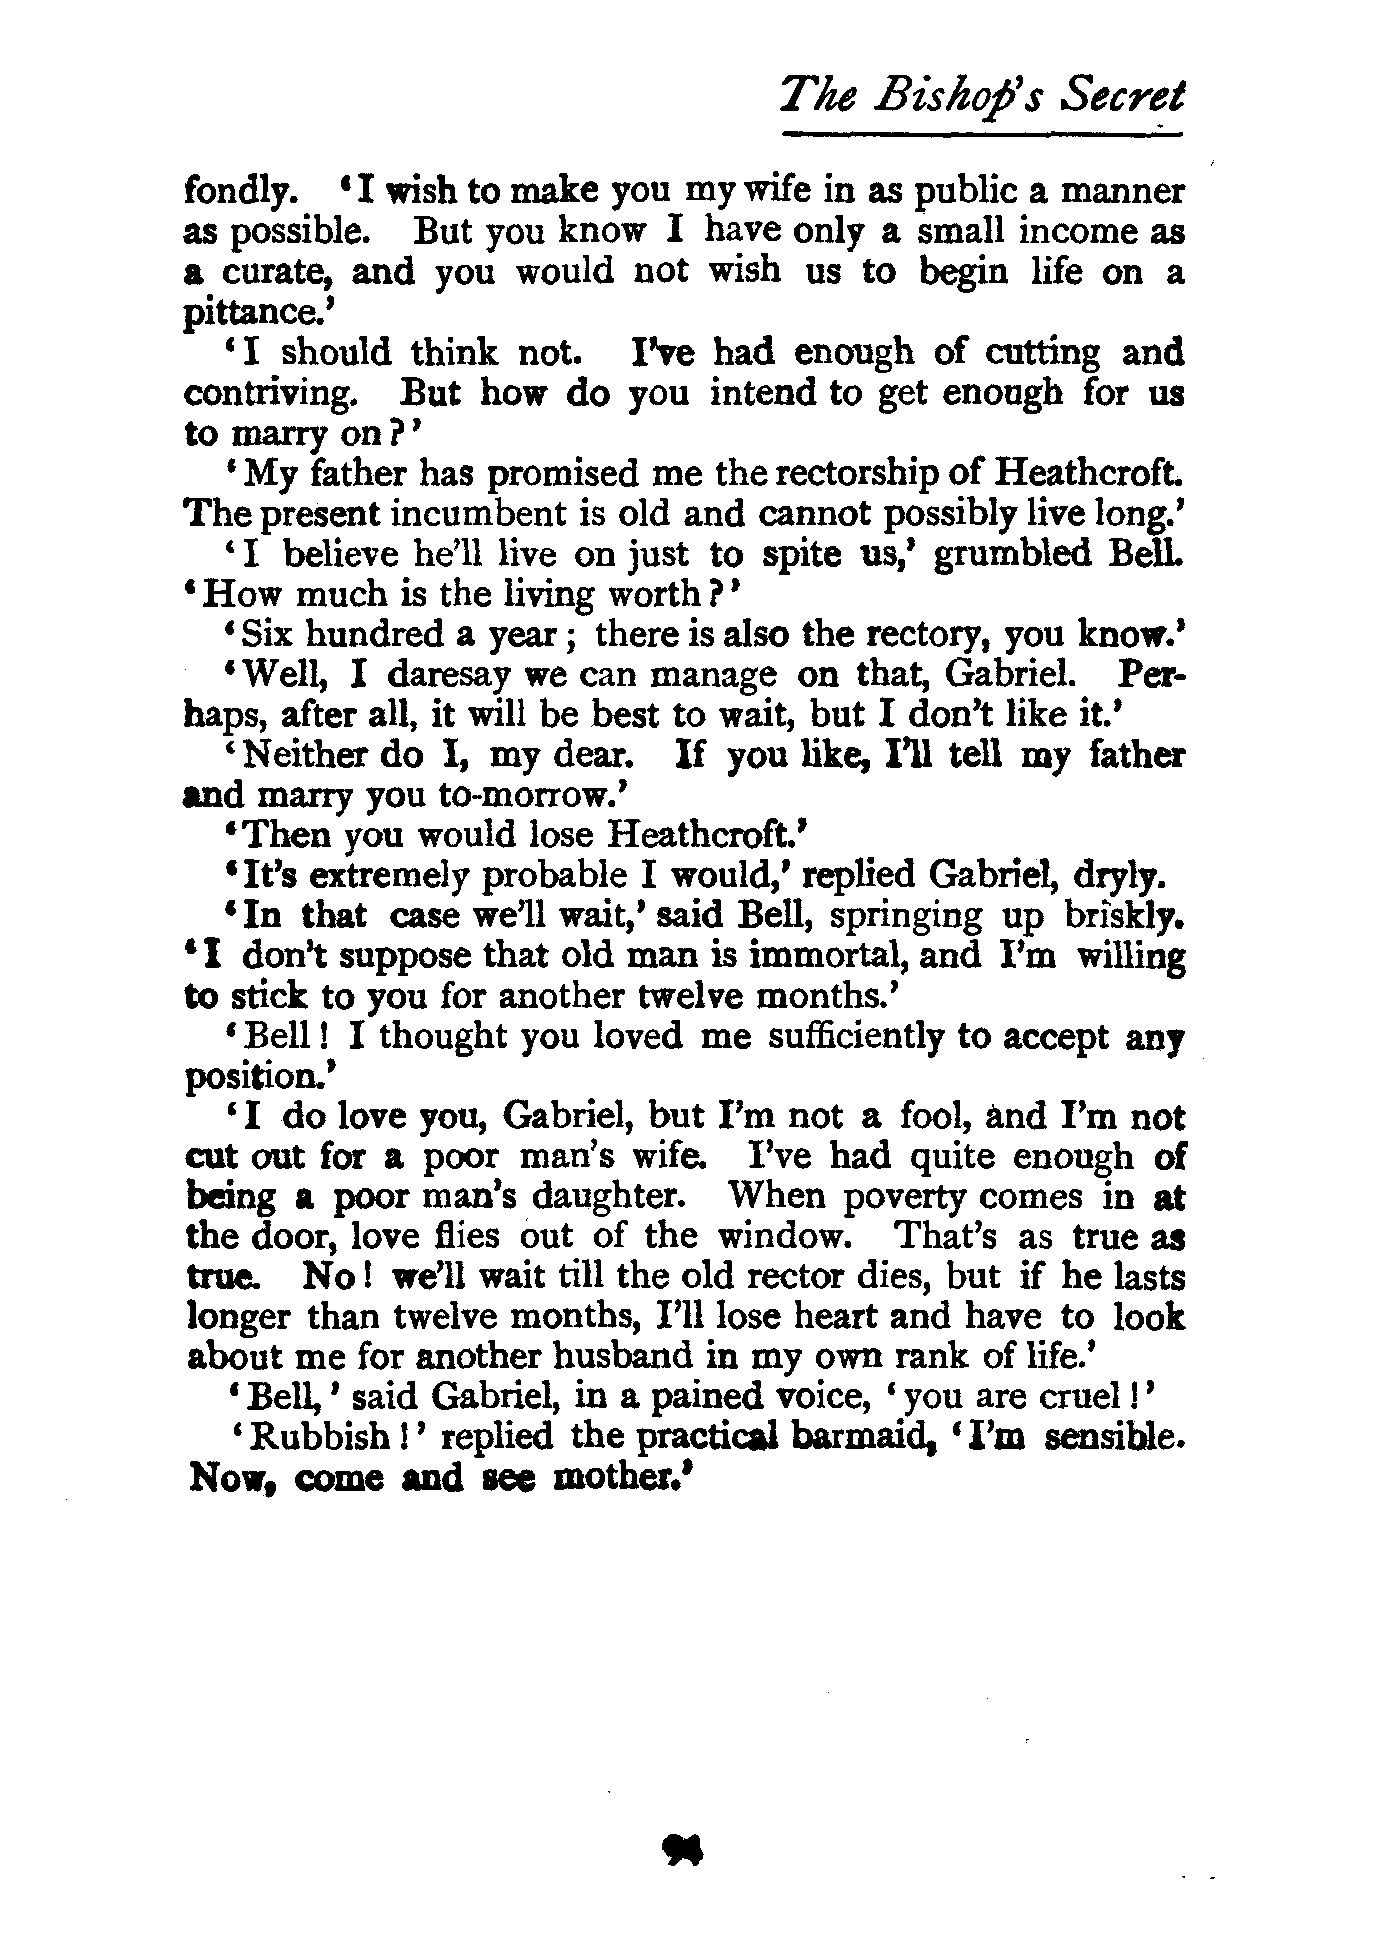 The Bishop's Secret
fondly. 'I wish to make you my wife in as public a manner
as possible. But you know I have only a small income as
a curate, and you would not wish us to begin life on a
pittance.'
'I should think not. I've had enough of cutting and
contriving. But how do you intend to get enough for us
to marry on?'
'My father has promised me the rectorship of Heathcroft.
The present incumbent is old and cannot possibly live long.'
'I believe he'll live on just to spite us,' grumbled Bell.
'How much is the living worth?'
'Six hundred a year; there is also the rectory, you know.'
'Well, I daresay we can manage on that, Gabriel. Per-
haps, after all, it will be best to wait, but I don't like it.'
'Neither do I, my dear. If you like, I'll tell my father
and marry you to-morrow.'
'Then you would lose Heathcroft.'
'It's extremely probable I would,' replied Gabriel, dryly.
'In that case we'll wait,' said Bell, springing up briskly.
'I don't suppose that old man is immortal, and I'm willing
to stick to you for another twelve months.'
'Bell! I thought you loved me sufficiently to accept any
position.'
'I do love you, Gabriel, but I'm not a fool, and I'm not
cut out for a poor man's wife. I've had quite enough of
being a poor man's daughter. When poverty comes in at
the door, love flies out of the window. That's as true as
true. No! we'll wait till the old rector dies, but if he lasts
longer than twelve months, I'll lose heart and have to look
about me for another husband in my own rank of life.'
'Bell,' said Gabriel, in a pained voice, 'you are cruel!'
'Rubbish!' replied the practical barmaid, 'I'm sensible.
Now, come and see mother.'
94